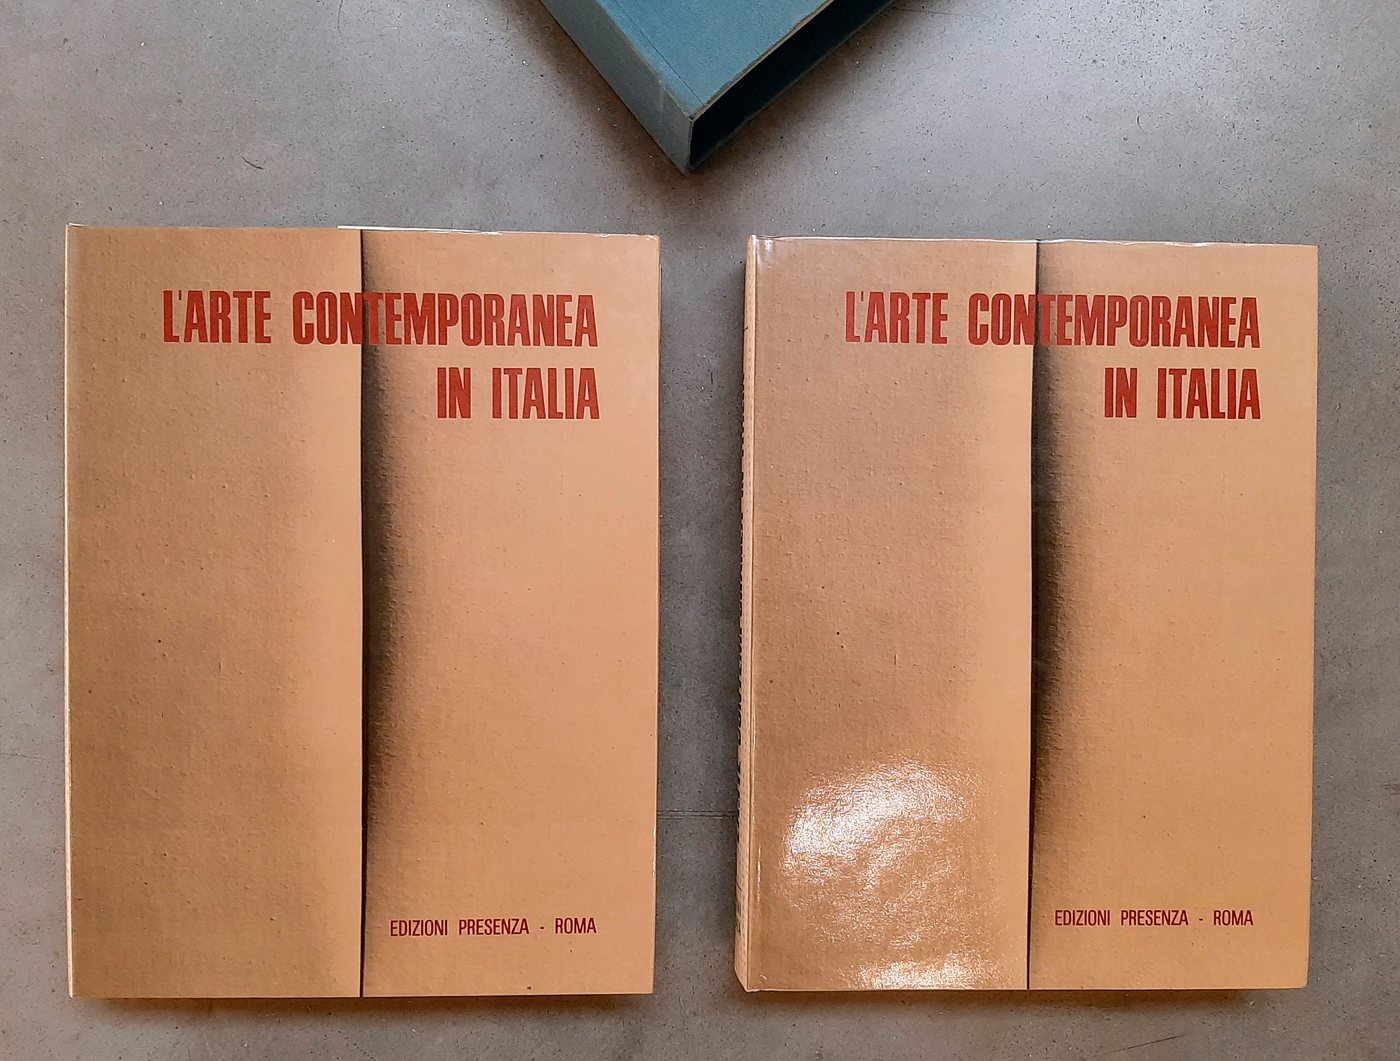 L'ARTE CONTEMPORANEA
IN ITALIA
EDIZIONI PRESENZA - ROMA
L'ARTE CONTEMPORANEA
IN ITALIA
EDIZIONI PRESENZA - ROMA